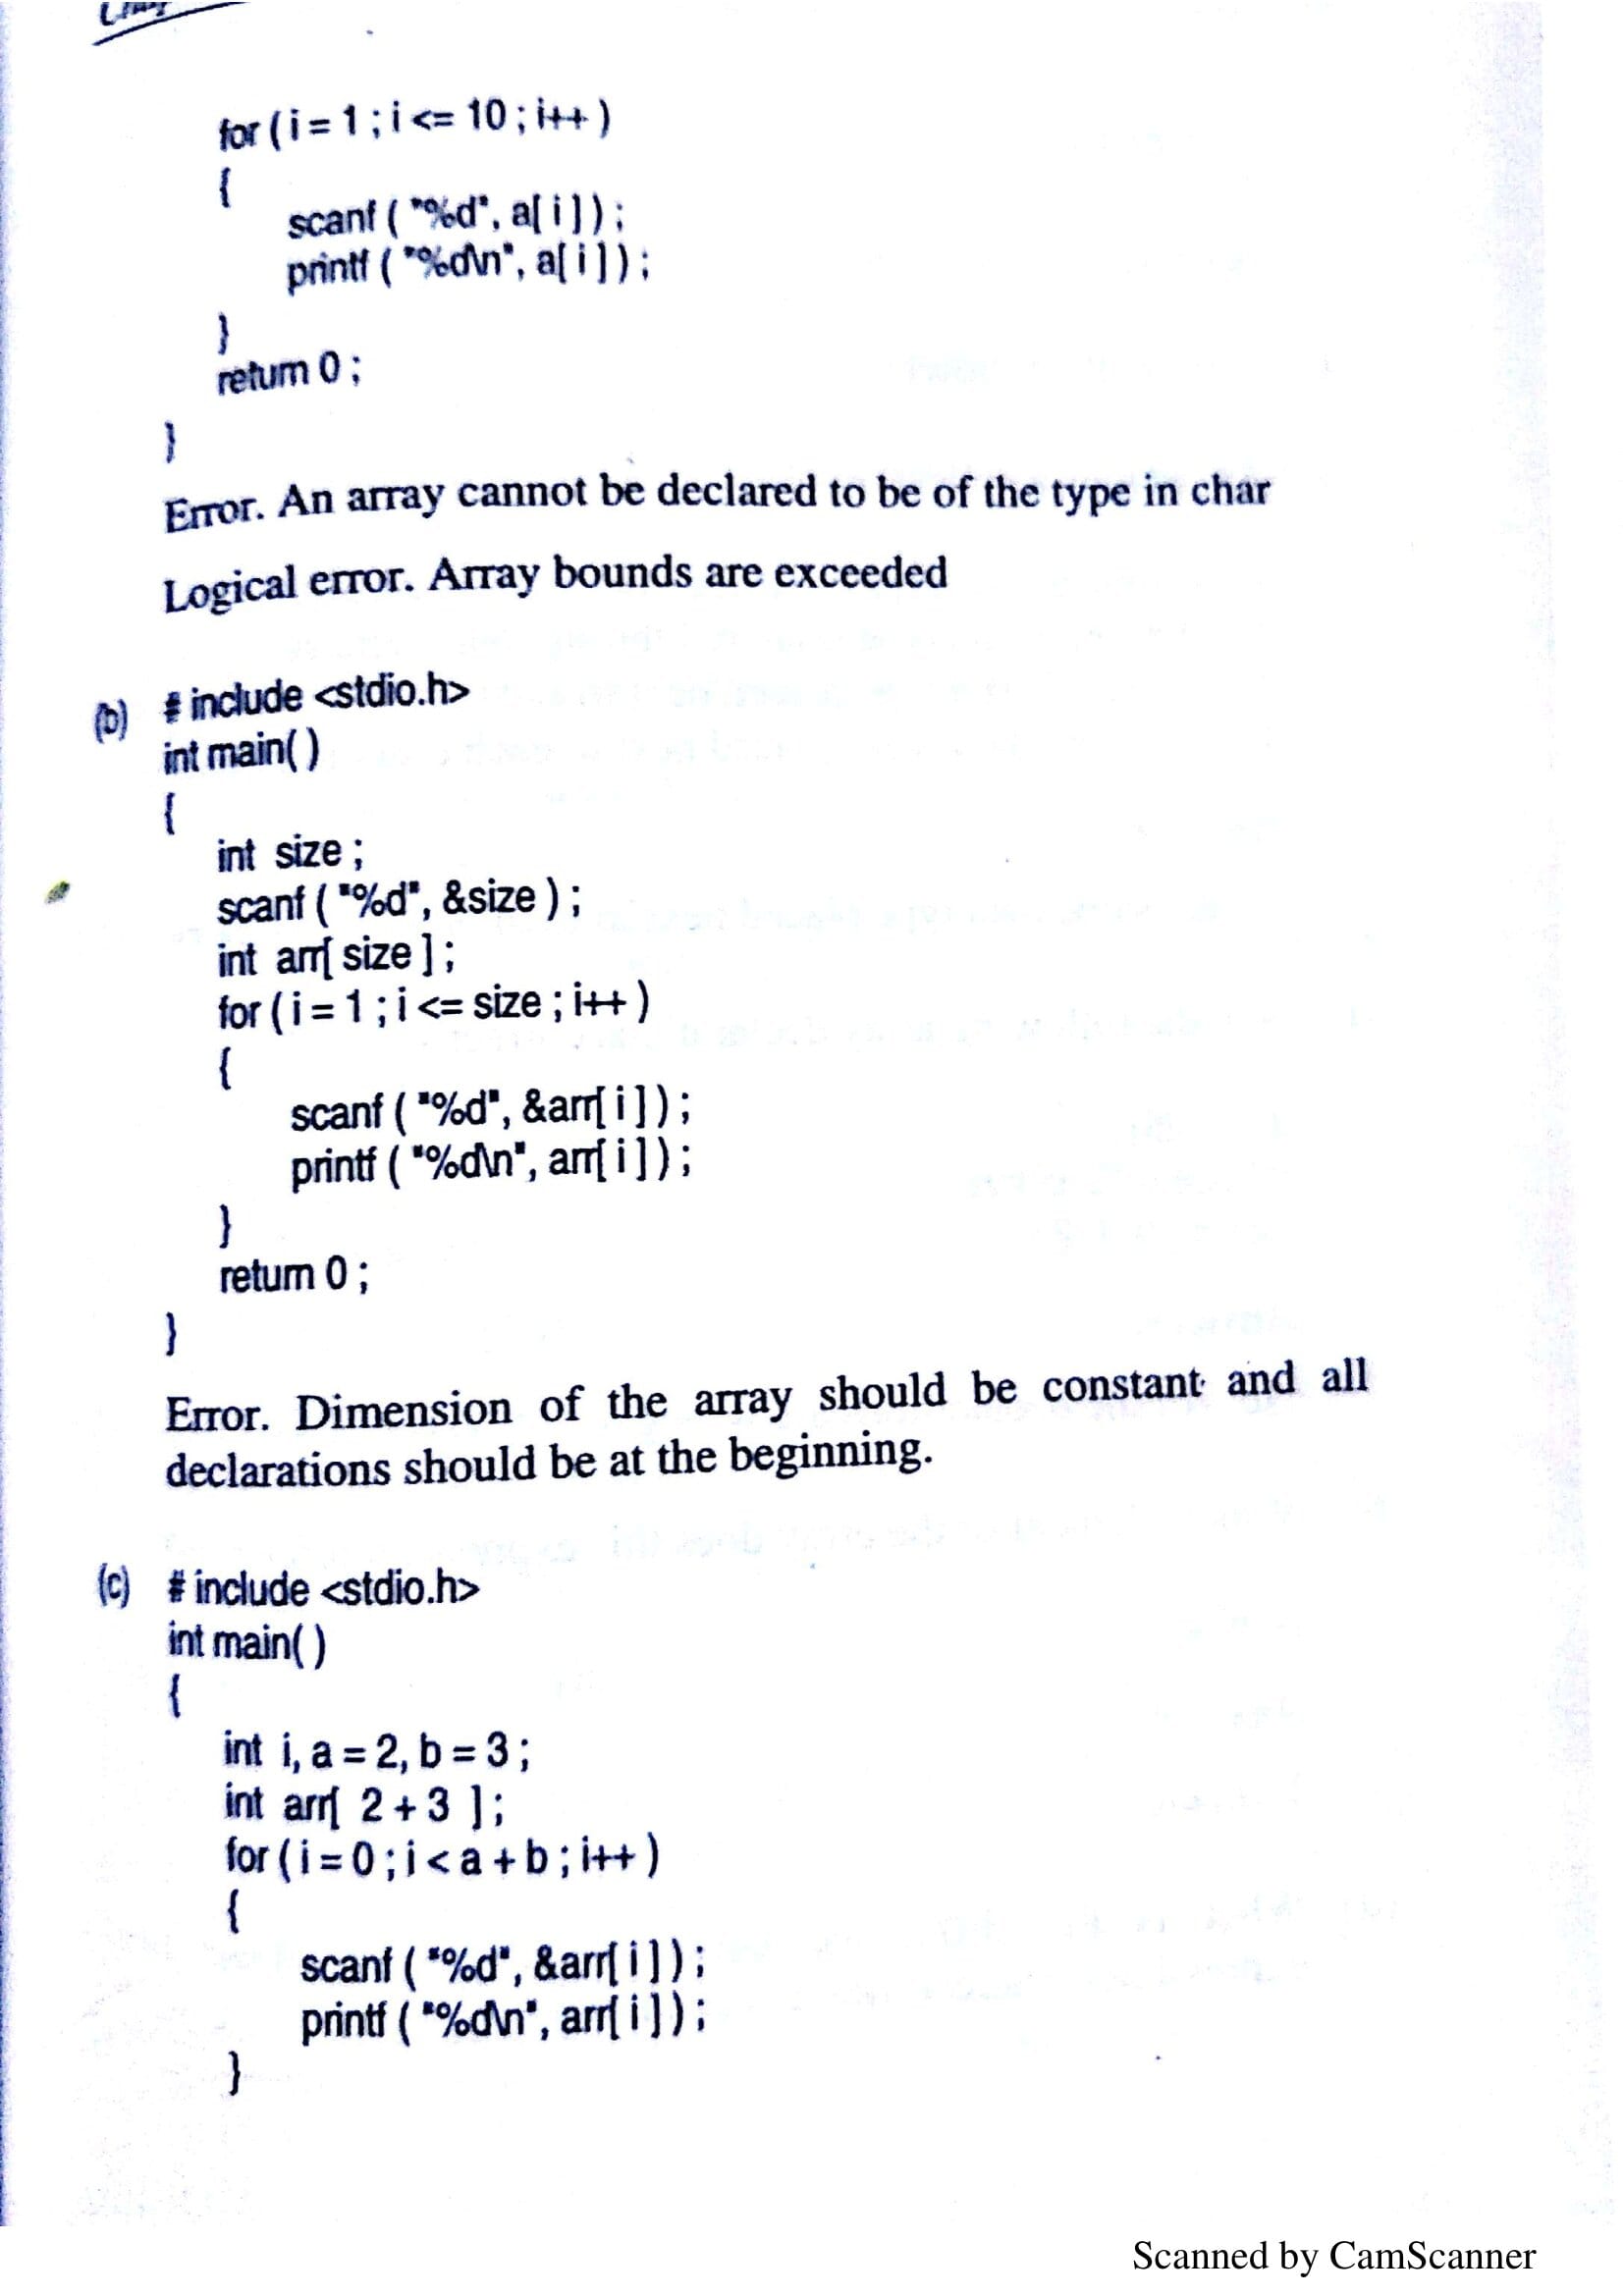 for ( i = 1 ; i <= 10 ; i++ )
{
scanf ( "%d", a[ i ] ) ;
printf ( "%d\n", a[ i ] ) ;
}
return 0 ;
}
Error. An array cannot be declared to be of the type in char
Logical error. Array bounds are exceeded
(b) # include <stdio.h>
int main( )
{
int size ;
scanf ( "%d", &size ) ;
int arr[ size ] ;
for ( i = 1 ; i <= size ; i++ )
{
scanf ( "%d", &arr[ i ] ) ;
printf ( "%d\n", arr[ i ] ) ;
}
return 0 ;
}
Error. Dimension of the array should be constant and all
declarations should be at the beginning.
(c) # include <stdio.h>
int main( )
{
int i, a = 2, b = 3 ;
int arr[ 2 + 3 ] ;
for ( i = 0 ; i < a + b ; i++ )
{
scanf ( "%d", &arr[ i ] ) ;
printf ( "%d\n", arr[ i ] ) ;
}
Scanned by CamScanner